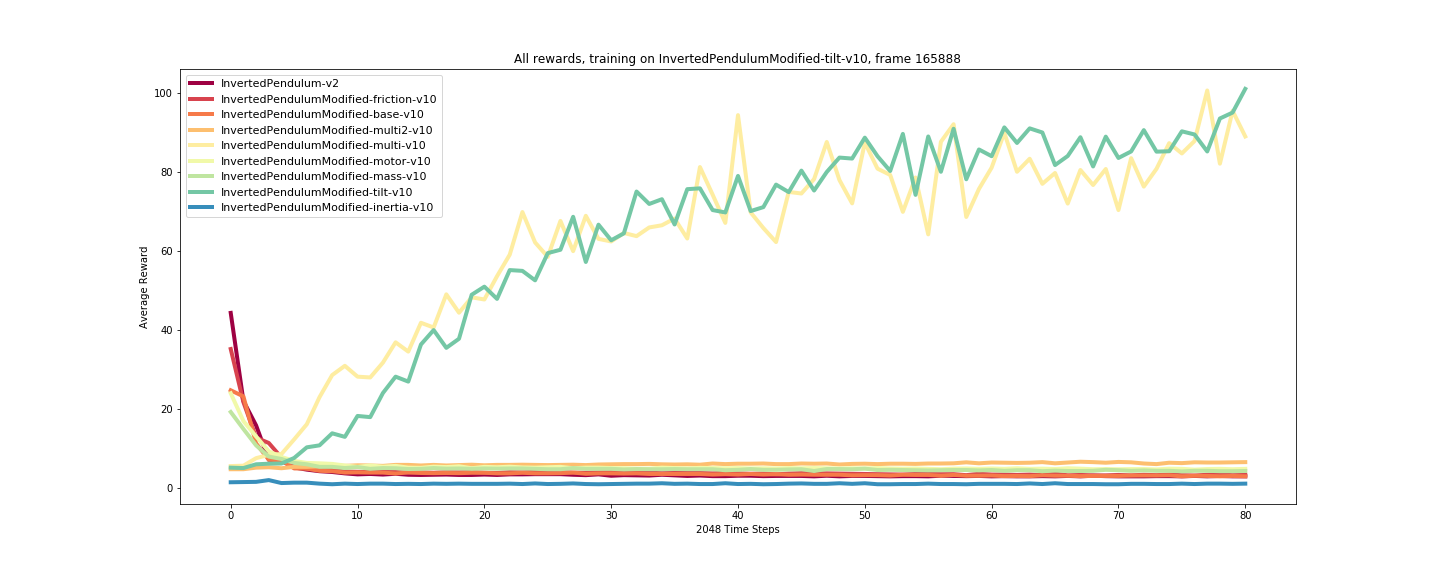 All rewards, training on InvertedPendulumModified-tilt-v10, frame 165888
InvertedPendulum-v2
InvertedPendulumModified-friction-v10
InvertedPendulumModified-base-v10
InvertedPendulumModified-multi2-v10
InvertedPendulumModified-multi-v10
InvertedPendulumModified-motor-v10
InvertedPendulumModified-mass-v10
InvertedPendulumModified-tilt-v10
InvertedPendulumModified-inertia-v10
Average Reward
100
80
60
40
20
0
0 10 20 30 40 50 60 70 80
2048 Time Steps